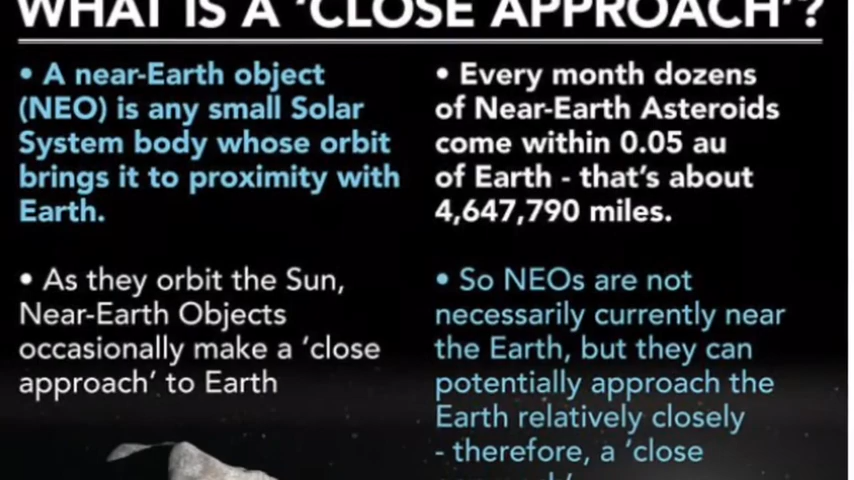 WHAT IS A 'CLOSE APPROACH'?
• A near-Earth object
(NEO) is any small Solar
System body whose orbit
brings it to proximity with
Earth.
• As they orbit the Sun,
Near-Earth Objects
occasionally make a 'close
approach' to Earth
• Every month dozens
of Near-Earth Asteroids
come within 0.05 au
of Earth - that's about
4,647,790 miles.
• So NEOs are not
necessarily currently near
the Earth, but they can
potentially approach the
Earth relatively closely
- therefore, a 'close